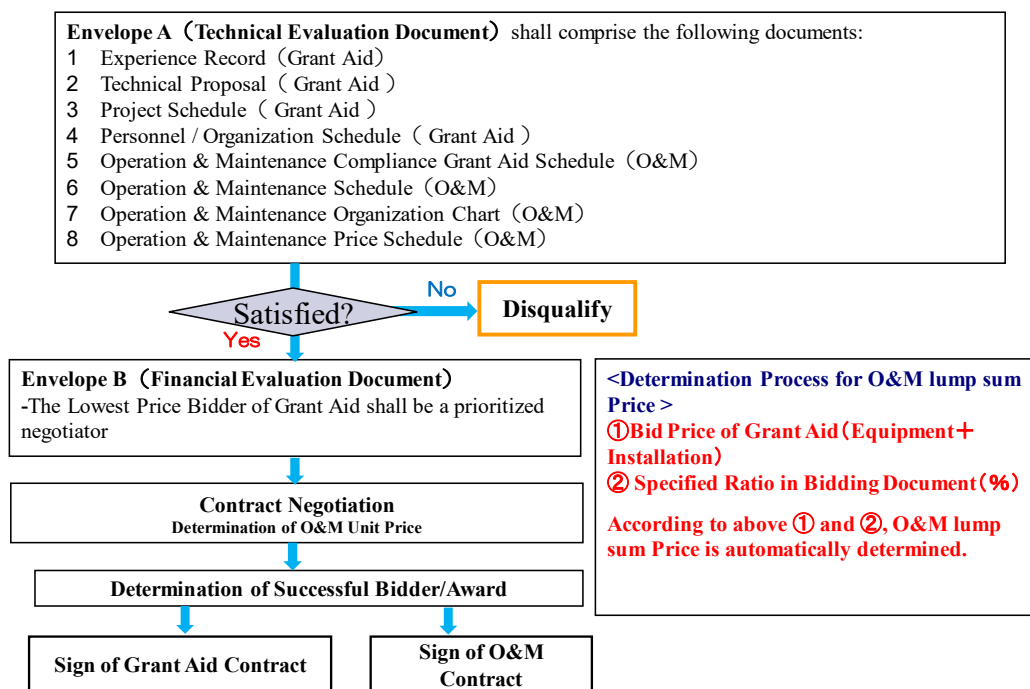 Envelope A（Technical Evaluation Document）shall comprise the following documents:
1 Experience Record（Grant Aid）
2 Technical Proposal（ Grant Aid ）
3 Project Schedule（ Grant Aid ）
4 Personnel / Organization Schedule（ Grant Aid ）
5 Operation & Maintenance Compliance Grant Aid Schedule（O&M）
6 Operation & Maintenance Schedule（O&M）
7 Operation & Maintenance Organization Chart（O&M）
8 Operation & Maintenance Price Schedule（O&M）
Satisfied?
No
Disqualify
Yes
Envelope B（Financial Evaluation Document）
-The Lowest Price Bidder of Grant Aid shall be a prioritized
negotiator
<Determination Process for O&M lump sum
Price >
①Bid Price of Grant Aid（Equipment＋
Installation）
② Specified Ratio in Bidding Document（％）
According to above ① and ②, O&M lump
sum Price is automatically determined.
Contract Negotiation
Determination of O&M Unit Price
Determination of Successful Bidder/Award
Sign of Grant Aid Contract
Sign of O&M
Contract